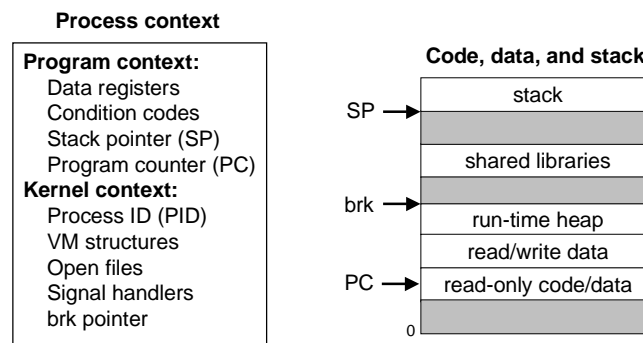 Process context
Program context:
Data registers
Condition codes
Stack pointer (SP)
Program counter (PC)
Kernel context:
Process ID (PID)
VM structures
Open files
Signal handlers
brk pointer
Code, data, and stack
stack
SP
shared libraries
brk
run-time heap
read/write data
PC
read-only code/data
0